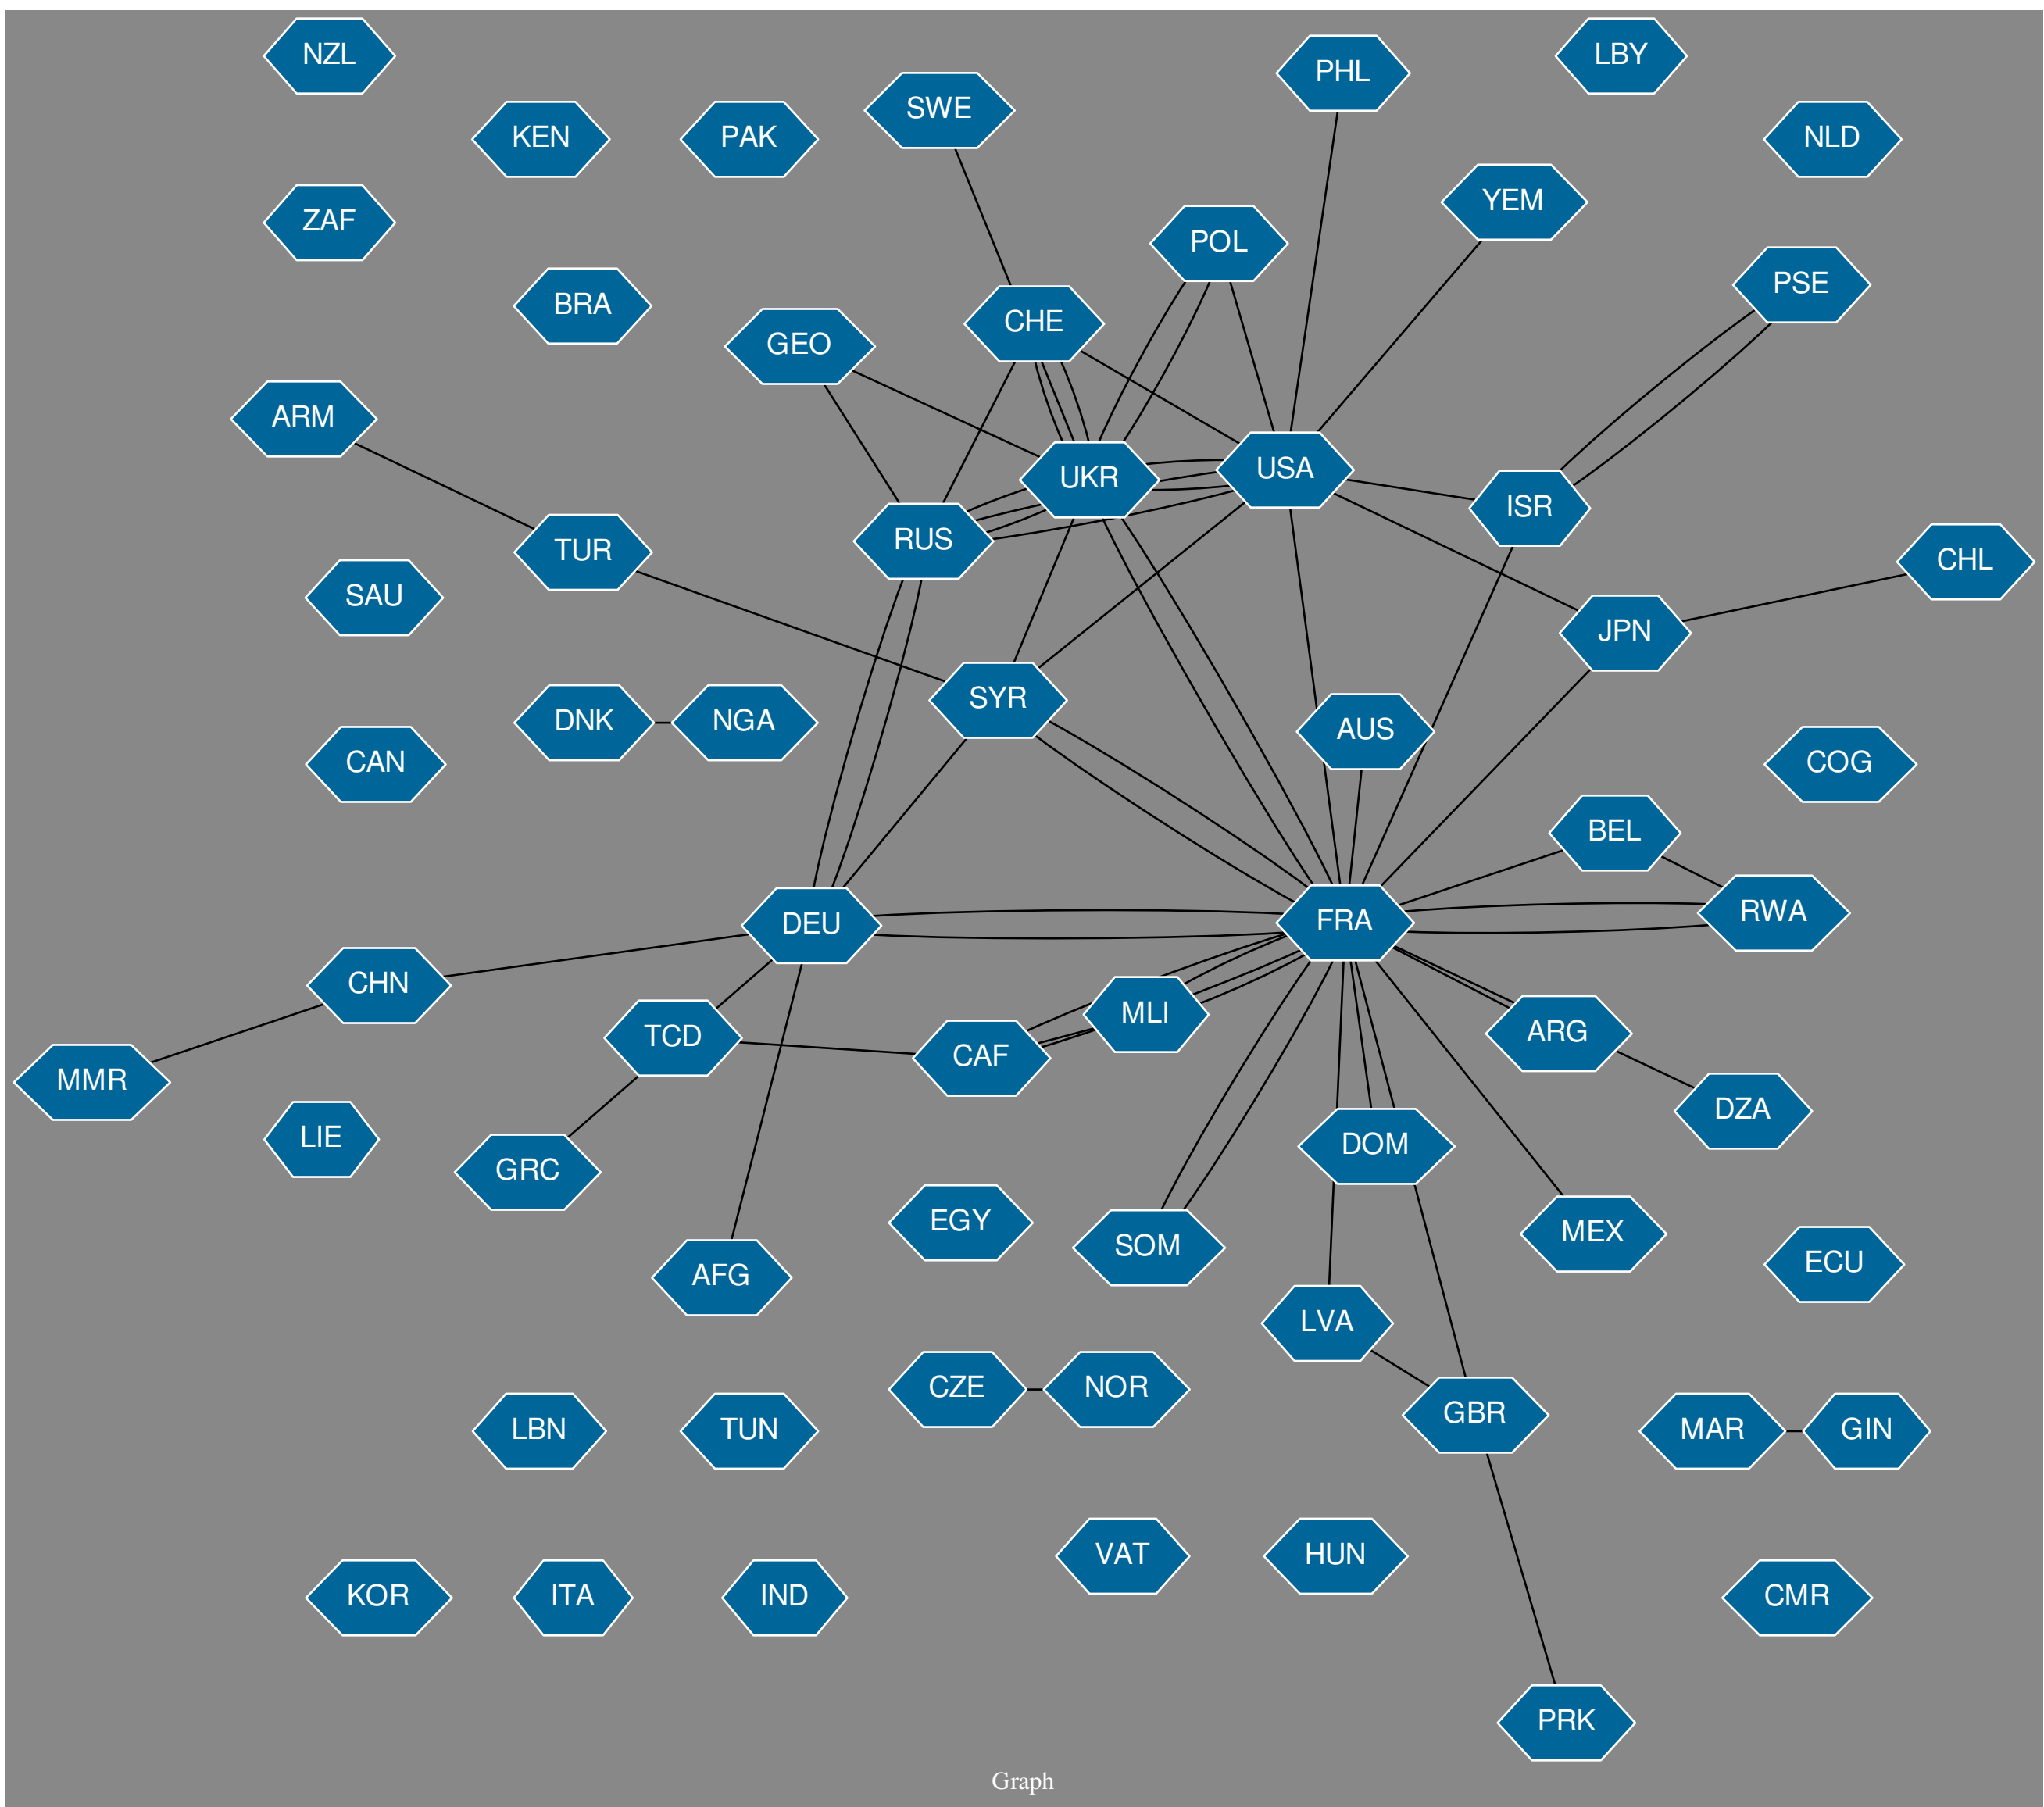 NZL
LBY
PHL
SWE
KEN
PAK
NLD
YEM
ZAF
POL
PSE
BRA
CHE
GEO
ARM
USA
UKR
ISR
RUS
TUR
CHL
SAU
JPN
SYR
DNK
NGA
AUS
CAN
COG
BEL
RWA
FRA
DEU
CHN
MLI
ARG
TCD
CAF
MMR
DZA
LIE
DOM
GRC
EGY
MEX
SOM
ECU
AFG
LVA
CZE
NOR
GBR
LBN
TUN
MAR
GIN
VAT
HUN
KOR
ITA
IND
CMR
PRK
Graph